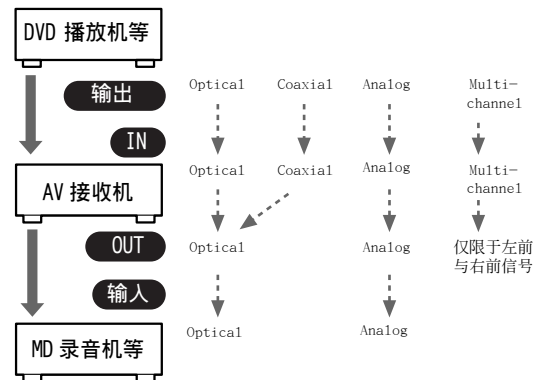 DVD 播放机等
输出
Optical Coaxial Analog Multi-
channel
IN
Optical Coaxial Analog Multi-
channel
AV 接收机
OUT
Optical Analog 仅限于左前
与右前信号
输入
Optical Analog
MD 录音机等